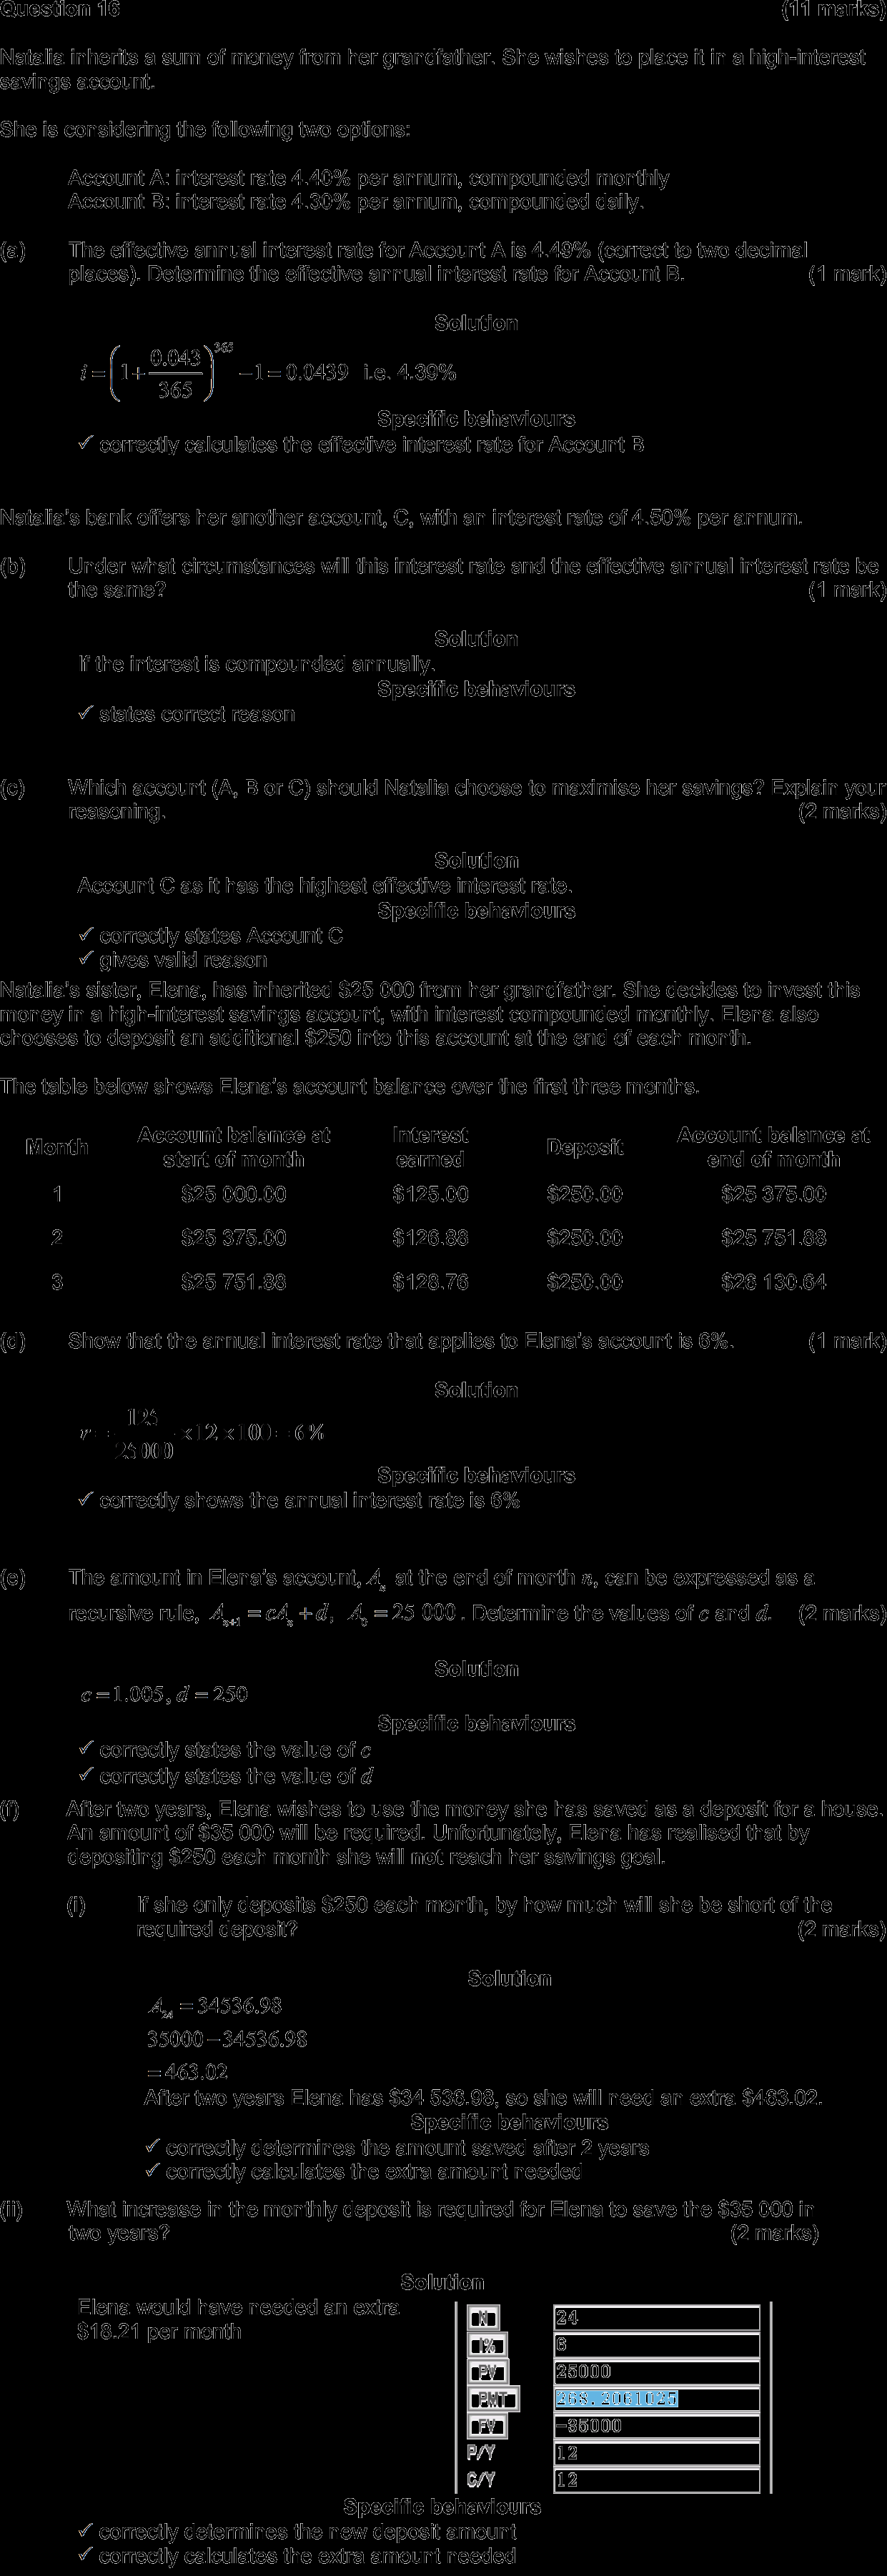 Question 16 (11 marks)
Natalia inherits a sum of money from her grandfather. She wishes to place it in a high-interest
savings account.
She is considering the following two options:
Account A: interest rate 4.40% per annum, compounded monthly
Account B: interest rate 4.30% per annum, compounded daily.
(a) The effective annual interest rate for Account A is 4.49% (correct to two decimal
places). Determine the effective annual interest rate for Account B. (1 mark)
Solution
i = (1 + 0.043/365)^365 − 1 = 0.0439 i.e. 4.39%
Specific behaviours
✓ correctly calculates the effective interest rate for Account B
Natalia's bank offers her another account, C, with an interest rate of 4.50% per annum.
(b) Under what circumstances will this interest rate and the effective annual interest rate be
the same? (1 mark)
Solution
If the interest is compounded annually.
Specific behaviours
✓ states correct reason
(c) Which account (A, B or C) should Natalia choose to maximise her savings? Explain your
reasoning. (2 marks)
Solution
Account C as it has the highest effective interest rate.
Specific behaviours
✓ correctly states Account C
✓ gives valid reason
Natalia's sister, Elena, has inherited $25 000 from her grandfather. She decides to invest this
money in a high-interest savings account, with interest compounded monthly. Elena also
chooses to deposit an additional $250 into this account at the end of each month.
The table below shows Elena's account balance over the first three months.
Month Account balance at start of month Interest earned Deposit Account balance at end of month
1 $25 000.00 $125.00 $250.00 $25 375.00
2 $25 375.00 $126.88 $250.00 $25 751.88
3 $25 751.88 $128.76 $250.00 $26 130.64
(d) Show that the annual interest rate that applies to Elena's account is 6%. (1 mark)
Solution
r = 125/25 000 × 12 × 100 = 6%
Specific behaviours
✓ correctly shows the annual interest rate is 6%
(e) The amount in Elena's account, Aₙ at the end of month n, can be expressed as a
recursive rule, Aₙ₊₁ = cAₙ + d, A₀ = 25 000. Determine the values of c and d. (2 marks)
Solution
c = 1.005, d = 250
Specific behaviours
✓ correctly states the value of c
✓ correctly states the value of d
(f) After two years, Elena wishes to use the money she has saved as a deposit for a house.
An amount of $35 000 will be required. Unfortunately, Elena has realised that by
depositing $250 each month she will not reach her savings goal.
(i) If she only deposits $250 each month, by how much will she be short of the
required deposit? (2 marks)
Solution
A₂₄ = 34536.98
35000 − 34536.98
= 463.02
After two years Elena has $34 536.98, so she will need an extra $463.02.
Specific behaviours
✓ correctly determines the amount saved after 2 years
✓ correctly calculates the extra amount needed
(ii) What increase in the monthly deposit is required for Elena to save the $35 000 in
two years? (2 marks)
Solution
Elena would have needed an extra
$18.21 per month
N 24
I% 6
PV 25000
PMT 268.2061025
FV -35000
P/Y 12
C/Y 12
Specific behaviours
✓ correctly determines the new deposit amount
✓ correctly calculates the extra amount needed